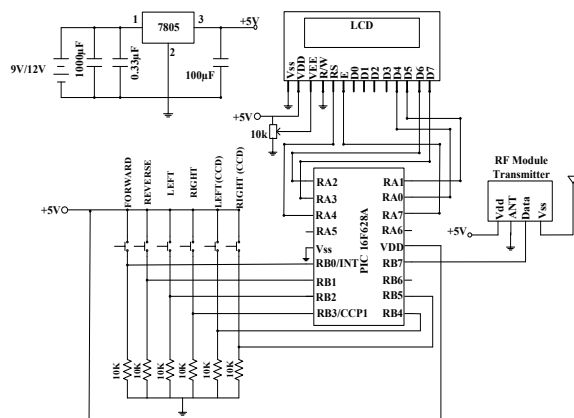 1
7805
3
+5V
2
9V/12V
1000μF
0.33μF
100μF
LCD
Vss
VDD
VEE
R/W
RS
E
D0
D1
D2
D3
D4
D5
D6
D7
+5V
10k
RF Module
Transmitter
Vdd
ANT
Data
Vss
+5V
FORWARD
REVERSE
LEFT
RIGHT
LEFT(CCD)
RIGHT (CCD)
+5V
PIC 16F628A
RA2
RA3
RA4
RA5
Vss
RB0/INT
RB1
RB2
RB3/CCP1
RA1
RA0
RA7
RA6
VDD
RB7
RB6
RB5
RB4
10K
10K
10K
10K
10K
10K